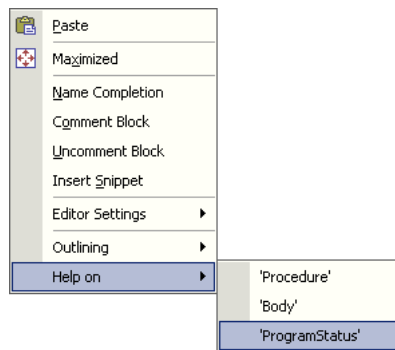 Paste
Maximized
Name Completion
Comment Block
Uncomment Block
Insert Snippet
Editor Settings
Outlining
Help on
'Procedure'
'Body'
'ProgramStatus'